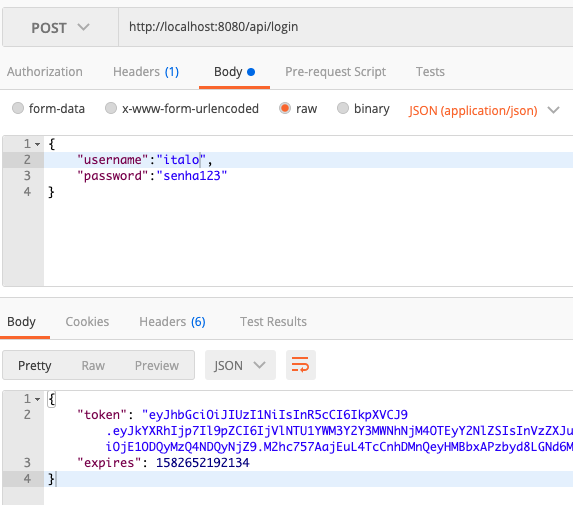 POST http://localhost:8080/api/login
Authorization Headers (1) Body Pre-request Script Tests
form-data x-www-form-urlencoded raw binary JSON (application/json)
1 {
2 "username":"italo",
3 "password":"senha123"
4 }
Body Cookies Headers (6) Test Results
Pretty Raw Preview JSON
1 {
2 "token": "eyJhbGciOiJIUzI1NiIsInR5cCI6IkpXVCJ9
.eyJkYXRhIjp7Il9pZCI6IjVlNTU1YWM3Y2Y3MWNhNjM4OTEyY2NlZSIsInVzZXJu
iOjE1ODQyMzQ4NDQyNjZ9.M2hc757AajEuL4TcCnhDMnQeyHMBbxAPzbyd8LGNd6M
3 "expires": 1582652192134
4 }